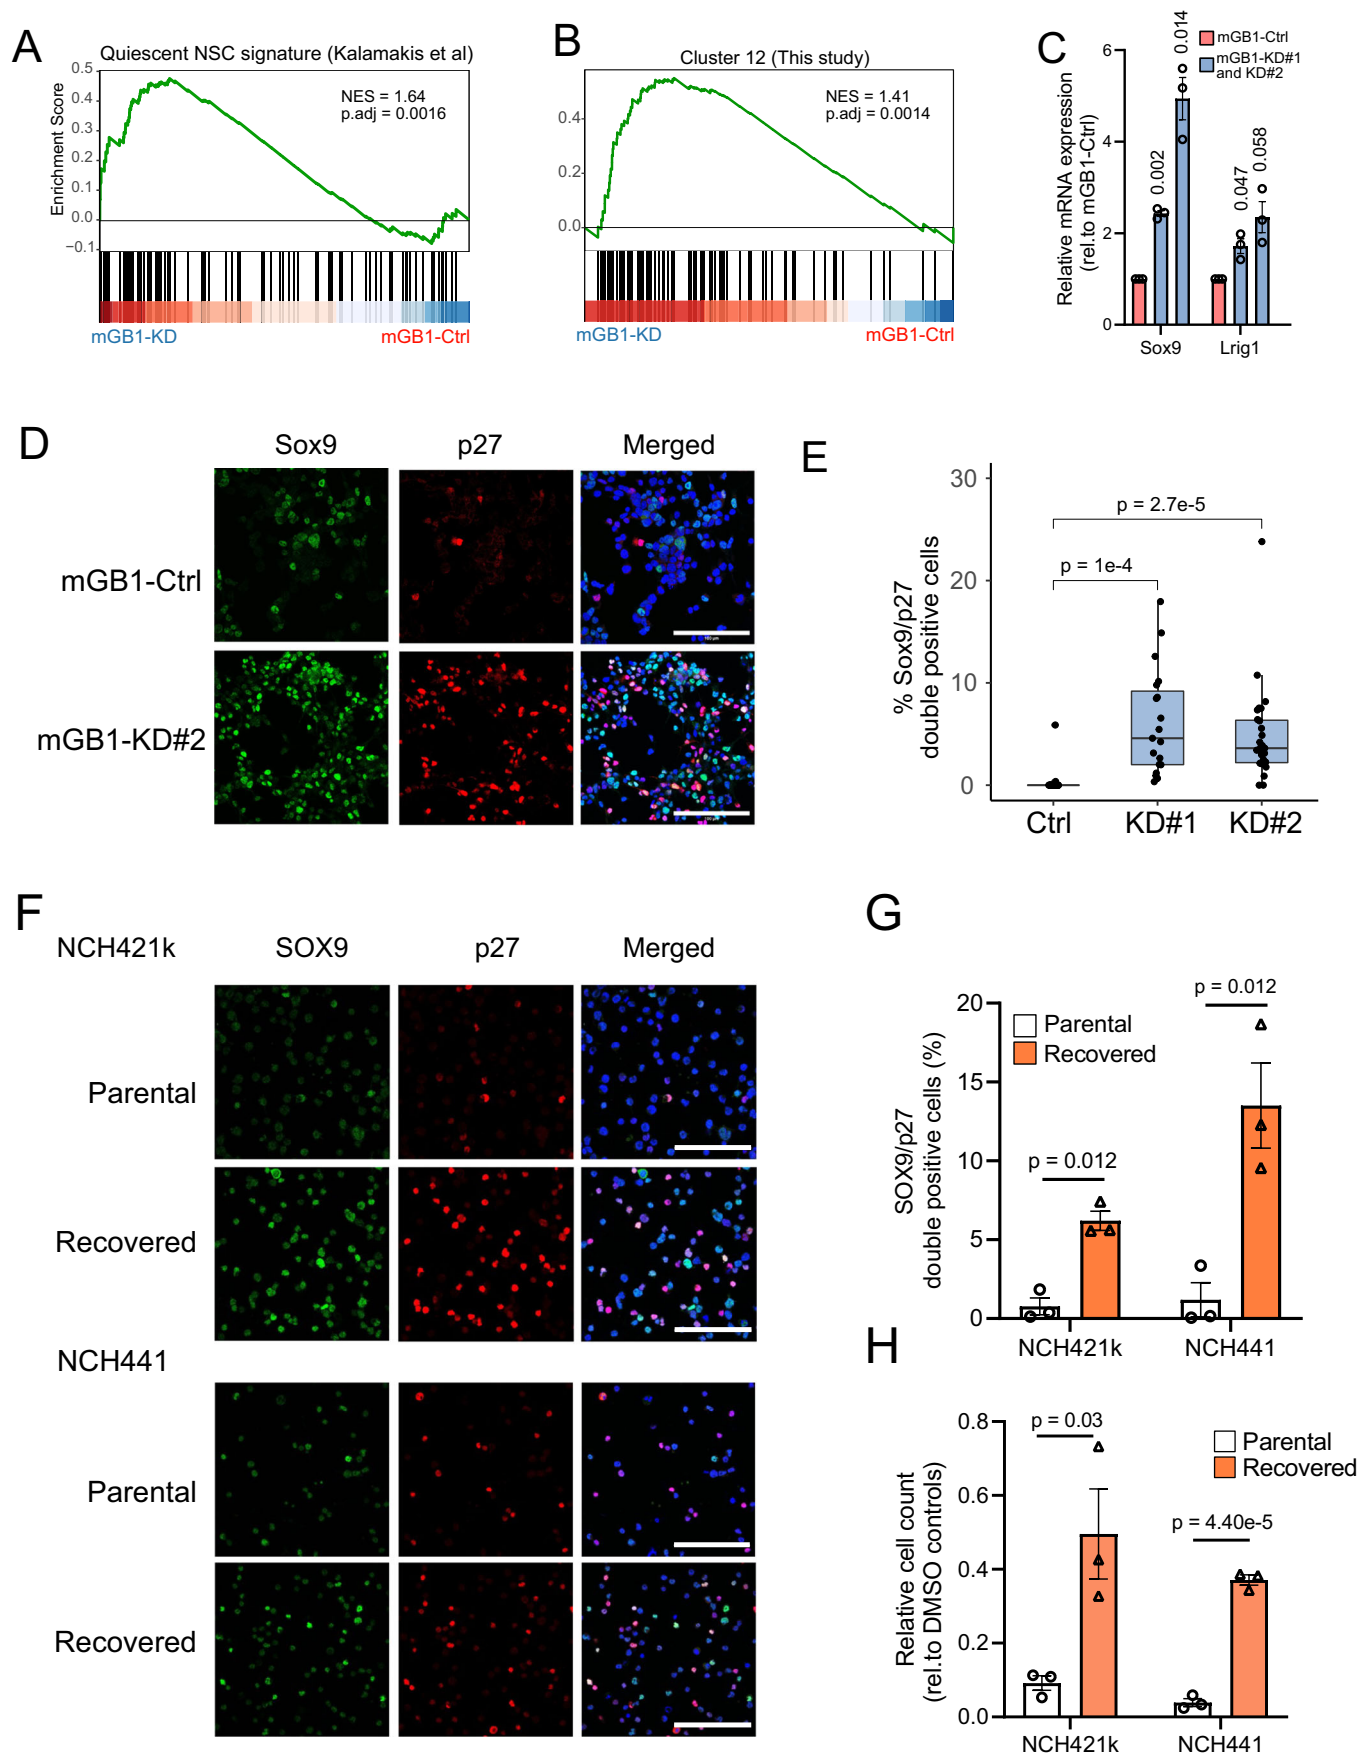 A
Quiescent NSC signature (Kalamakis et al)
Enrichment Score
0.5
0.4
0.3
0.2
0.1
0.0
−0.1
NES = 1.64
p.adj = 0.0016
mGB1-KD
mGB1-Ctrl
B
Cluster 12 (This study)
0.4
0.2
0.0
NES = 1.41
p.adj = 0.0014
mGB1-KD
mGB1-Ctrl
C
Relative mRNA expression
(rel.to mGB1-Ctrl)
6
4
2
0
0.002
0.014
0.047
0.058
mGB1-Ctrl
mGB1-KD#1
and KD#2
Sox9
Lrig1
D
Sox9
p27
Merged
mGB1-Ctrl
mGB1-KD#2
E
% Sox9/p27
double positive cells
30
20
10
0
p = 2.7e-5
p = 1e-4
Ctrl
KD#1
KD#2
F
NCH421k
SOX9
p27
Merged
Parental
Recovered
NCH441
Parental
Recovered
G
SOX9/p27
double positive cells (%)
20
15
10
5
0
Parental
Recovered
p = 0.012
p = 0.012
NCH421k
NCH441
H
Relative cell count
(rel.to DMSO controls)
0.8
0.6
0.4
0.2
0.0
p = 0.03
p = 4.40e-5
Parental
Recovered
NCH421k
NCH441